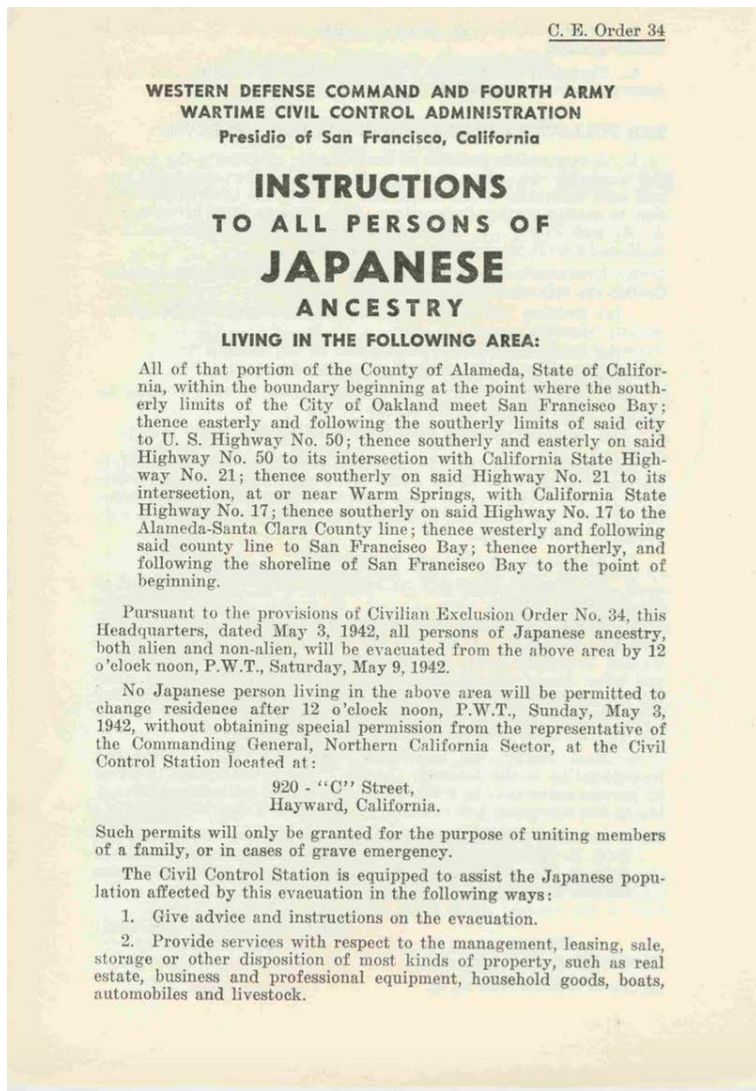 C. E. Order 34
WESTERN DEFENSE COMMAND AND FOURTH ARMY
WARTIME CIVIL CONTROL ADMINISTRATION
Presidio of San Francisco, California
INSTRUCTIONS
TO ALL PERSONS OF
JAPANESE
ANCESTRY
LIVING IN THE FOLLOWING AREA:
All of that portion of the County of Alameda, State of Califor-
nia, within the boundary beginning at the point where the south-
erly limits of the City of Oakland meet San Francisco Bay;
thence easterly and following the southerly limits of said city
to U. S. Highway No. 50; thence southerly and easterly on said
Highway No. 50 to its intersection with California State High-
way No. 21; thence southerly on said Highway No. 21 to its
intersection, at or near Warm Springs, with California State
Highway No. 17; thence southerly on said Highway No. 17 to the
Alameda-Santa Clara County line; thence westerly and following
said county line to San Francisco Bay; thence northerly, and
following the shoreline of San Francisco Bay to the point of
beginning.
Pursuant to the provisions of Civilian Exclusion Order No. 34, this
Headquarters, dated May 3, 1942, all persons of Japanese ancestry,
both alien and non-alien, will be evacuated from the above area by 12
o'clock noon, P.W.T., Saturday, May 9, 1942.
No Japanese person living in the above area will be permitted to
change residence after 12 o'clock noon, P.W.T., Sunday, May 3,
1942, without obtaining special permission from the representative of
the Commanding General, Northern California Sector, at the Civil
Control Station located at:
920 - "C" Street,
Hayward, California.
Such permits will only be granted for the purpose of uniting members
of a family, or in cases of grave emergency.
The Civil Control Station is equipped to assist the Japanese popu-
lation affected by this evacuation in the following ways:
1. Give advice and instructions on the evacuation.
2. Provide services with respect to the management, leasing, sale,
storage or other disposition of most kinds of property, such as real
estate, business and professional equipment, household goods, boats,
automobiles and livestock.